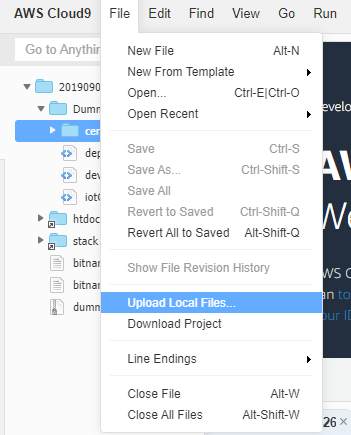 AWS Cloud9 File Edit Find View Go Run
Go to Anythin
New File Alt-N
New From Template
Open... Ctrl-E|Ctrl-O
Open Recent
Save Ctrl-S
Save As... Ctrl-Shift-S
Save All
Revert to Saved Ctrl-Shift-Q
Revert All to Saved Alt-Shift-Q
Show File Revision History
Upload Local Files...
Download Project
Line Endings
Close File Alt-W
Close All Files Alt-Shift-W
2019090
Dumm
cer
dep
dev
iot
htdoc
stack
bitnar
bitnar
dumm
evelo
AV
We
WS C
an to
our ID
26